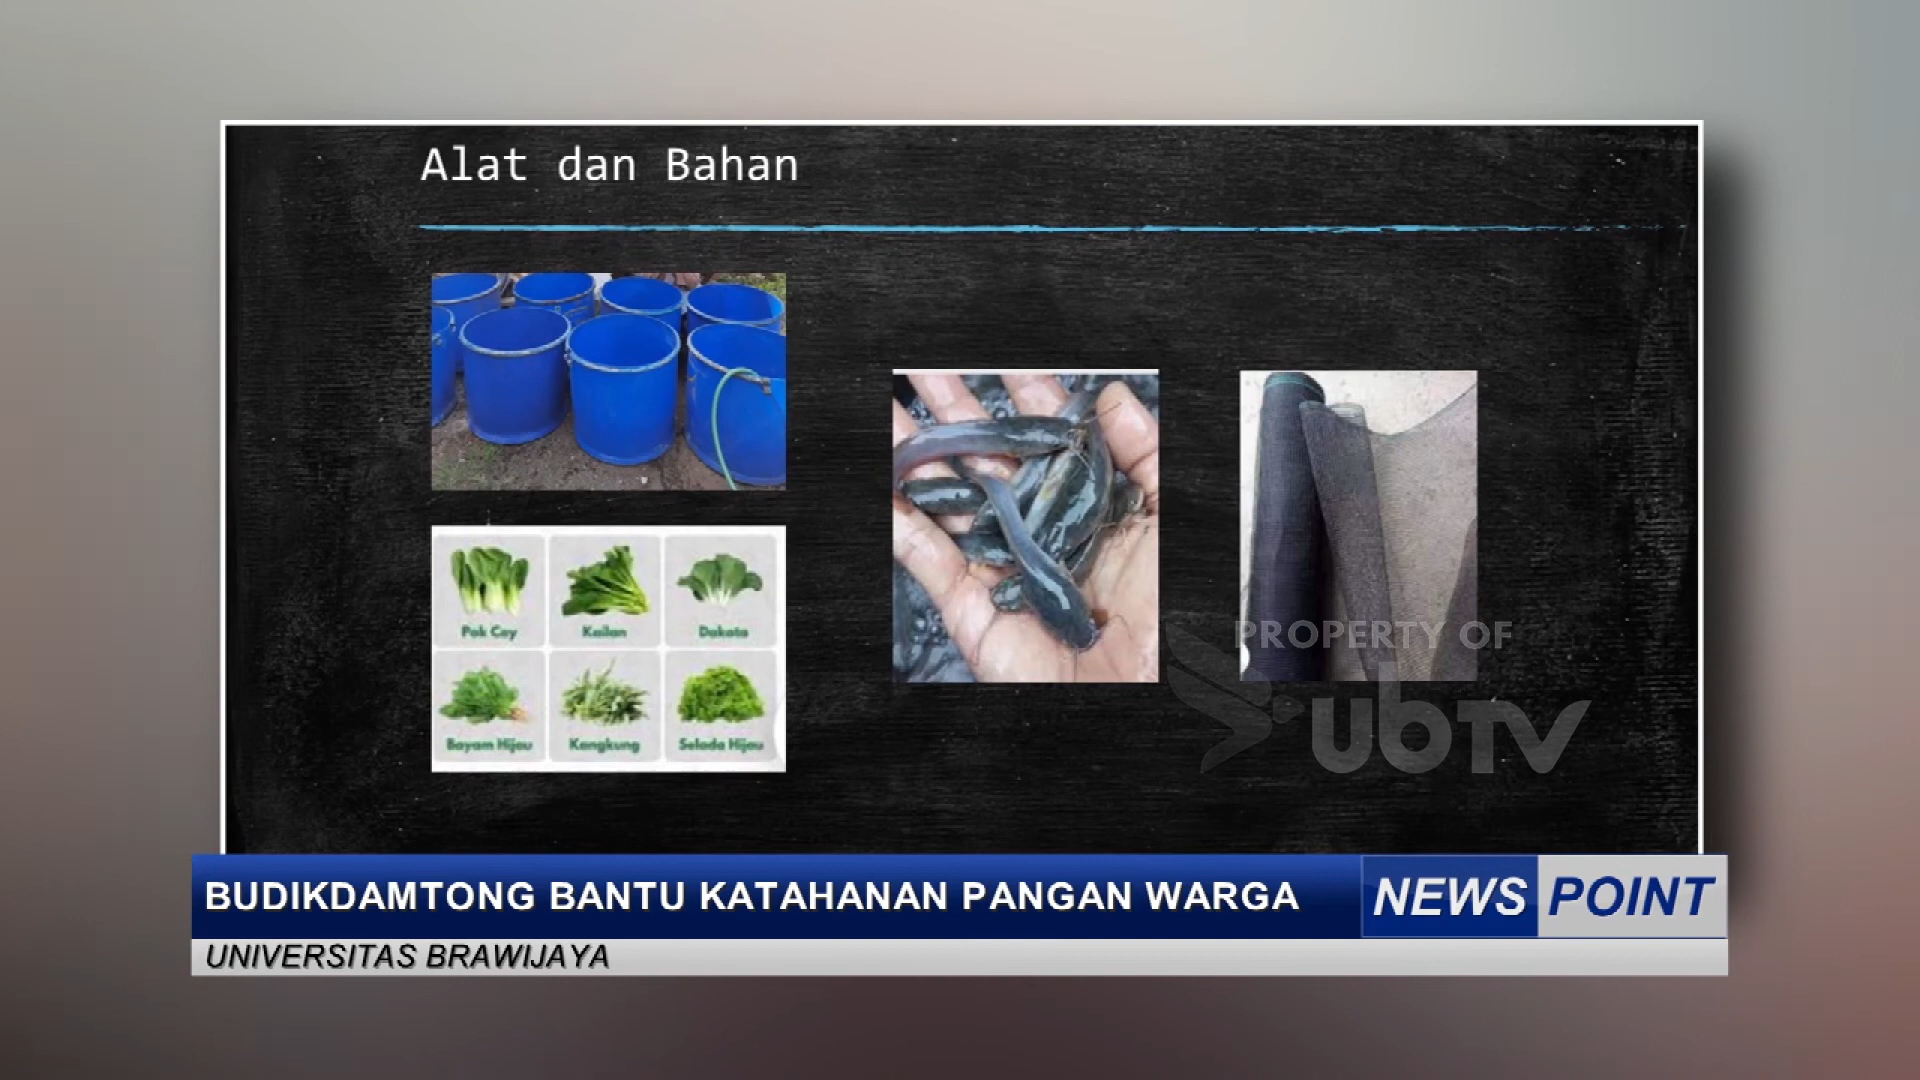 Alat dan Bahan
Pak Coy
Kailan
Dakota
Bayam Hijau
Kangkung
Selada Hijau
PROPERTY OF
UBTV
BUDIKDAMTONG BANTU KATAHANAN PANGAN WARGA
NEWS POINT
UNIVERSITAS BRAWIJAYA